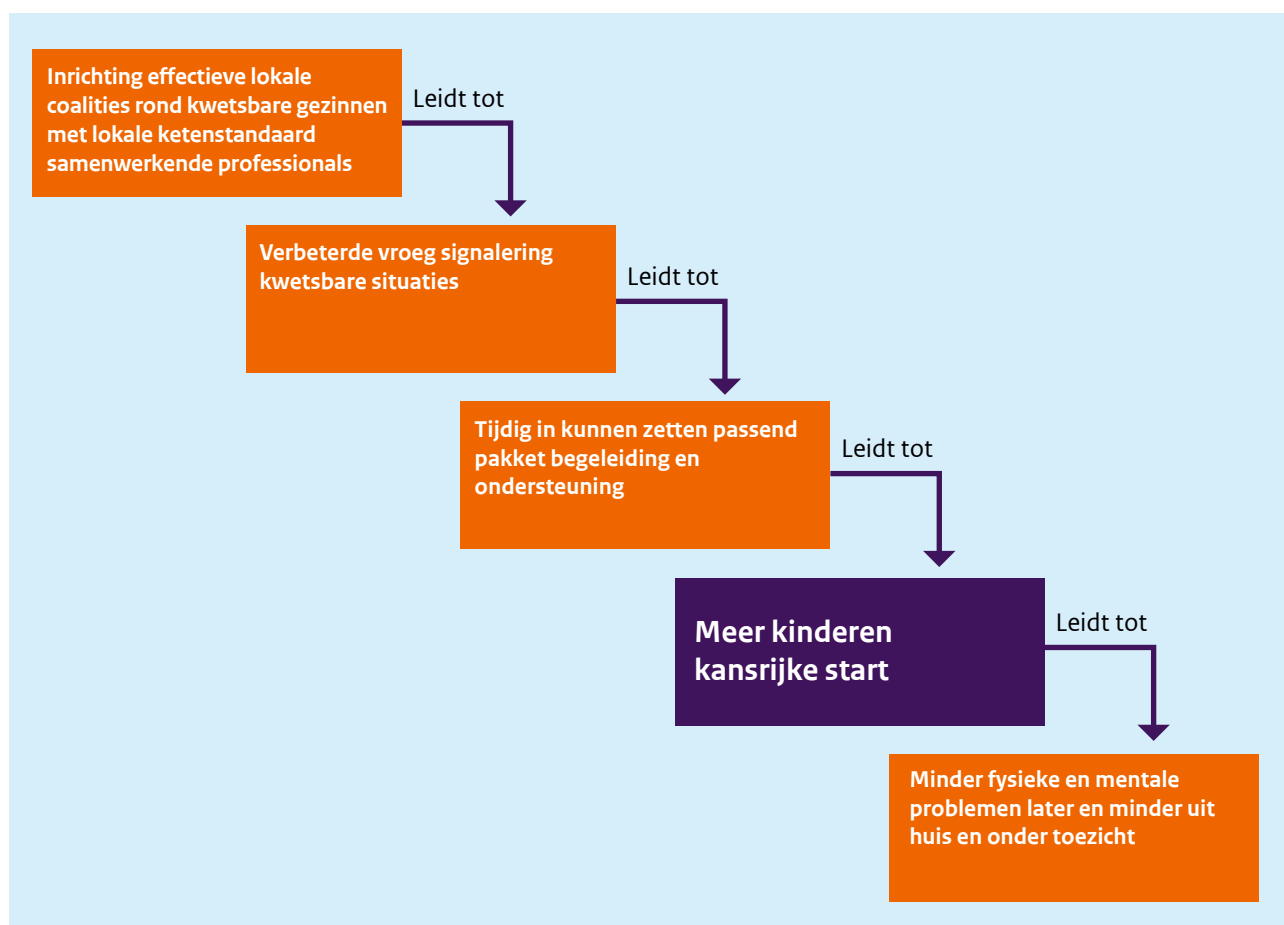 Inrichting effectieve lokale
coalities rond kwetsbare gezinnen
met lokale ketenstandaard
samenwerkende professionals
Leidt tot
Verbeterde vroeg signalering
kwetsbare situaties
Leidt tot
Tijdig in kunnen zetten passend
pakket begeleiding en
ondersteuning
Leidt tot
Meer kinderen
kansrijke start
Leidt tot
Minder fysieke en mentale
problemen later en minder uit
huis en onder toezicht